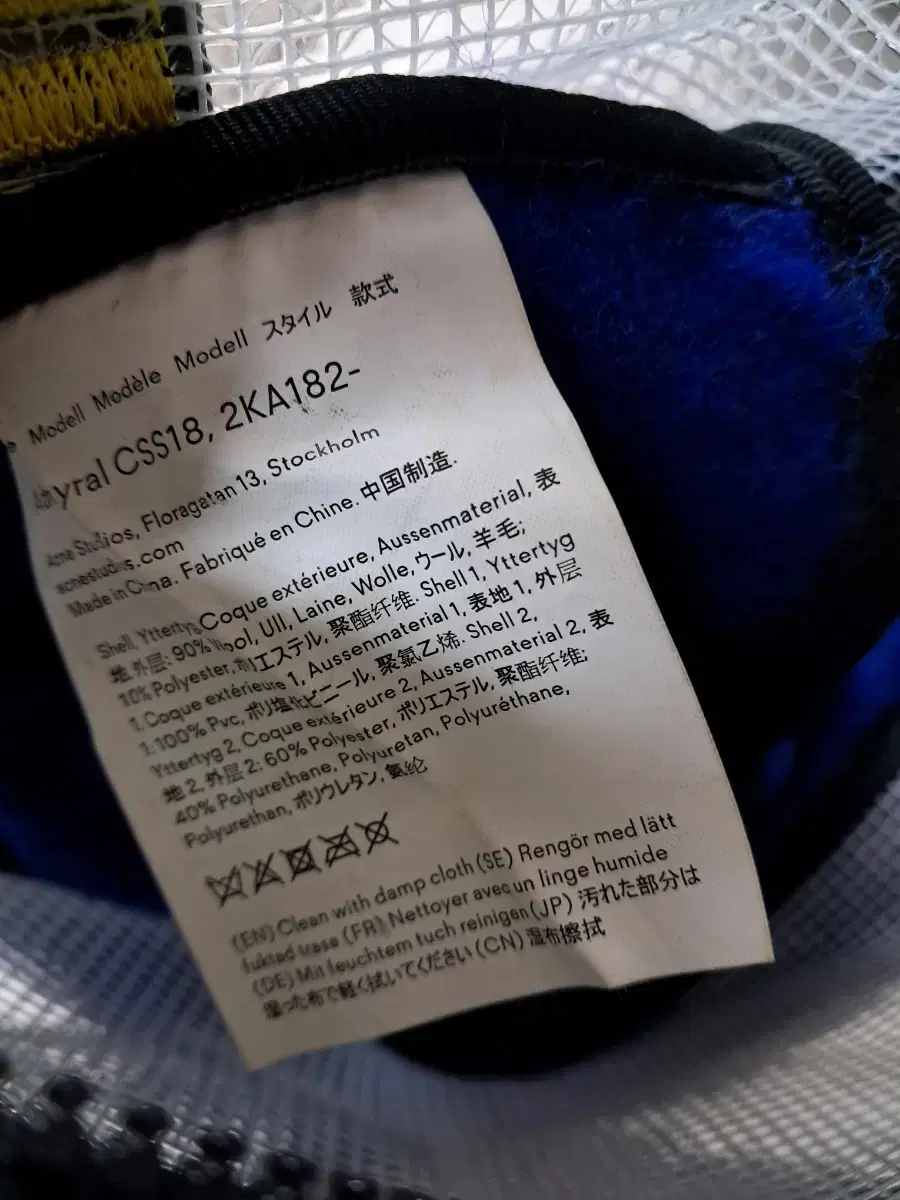 Modell Modèle Modell スタイル 款式
CSS18, 2KA182-
Acne Studios, Floragatan 13, Stockholm
acnestudios.com
Made in China. Fabriqué en Chine. 中国制造.
Shell, Yttertyg, Coque extérieure, Aussenmaterial, 表
地, 外层: 90% Wool, Ull, Laine, Wolle, ウール, 羊毛;
10% Polyester, ポリエステル, 聚酯纤维. Shell 1, Yttertyg
1, Coque extérieure 1, Aussenmaterial 1, 表地 1, 外层
1: 100% Pvc, ポリ塩化ビニール, 聚氯乙烯. Shell 2,
Yttertyg 2, Coque extérieure 2, Aussenmaterial 2, 表
地 2, 外层 2: 60% Polyester, ポリエステル, 聚酯纤维;
40% Polyurethane, Polyuretan, Polyuréthane,
Polyurethan, ポリウレタン, 氨纶
(EN) Clean with damp cloth (SE) Rengör med lätt
fuktad trasa (FR) Nettoyer avec un linge humide
(DE) Mit feuchtem tuch reinigen (JP) 汚れた部分は
湿った布で軽く拭いてください (CN) 湿布擦拭